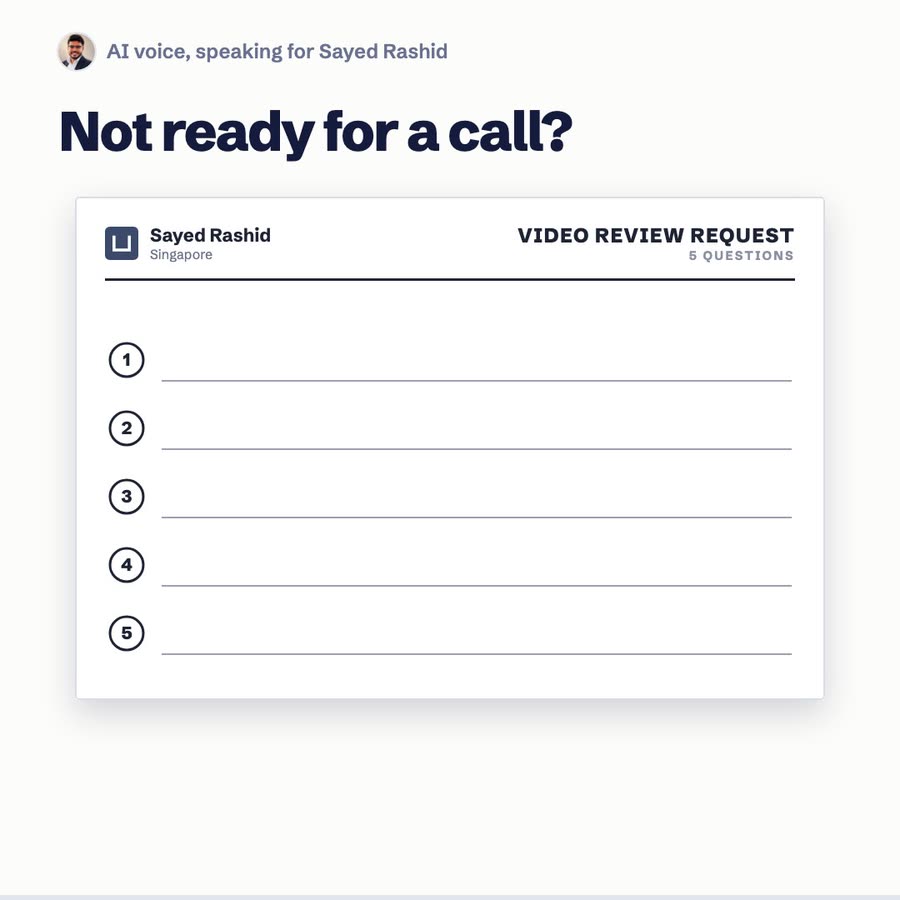 AI voice, speaking for Sayed Rashid
Not ready for a call?
Sayed Rashid
Singapore
VIDEO REVIEW REQUEST
5 QUESTIONS
1
2
3
4
5